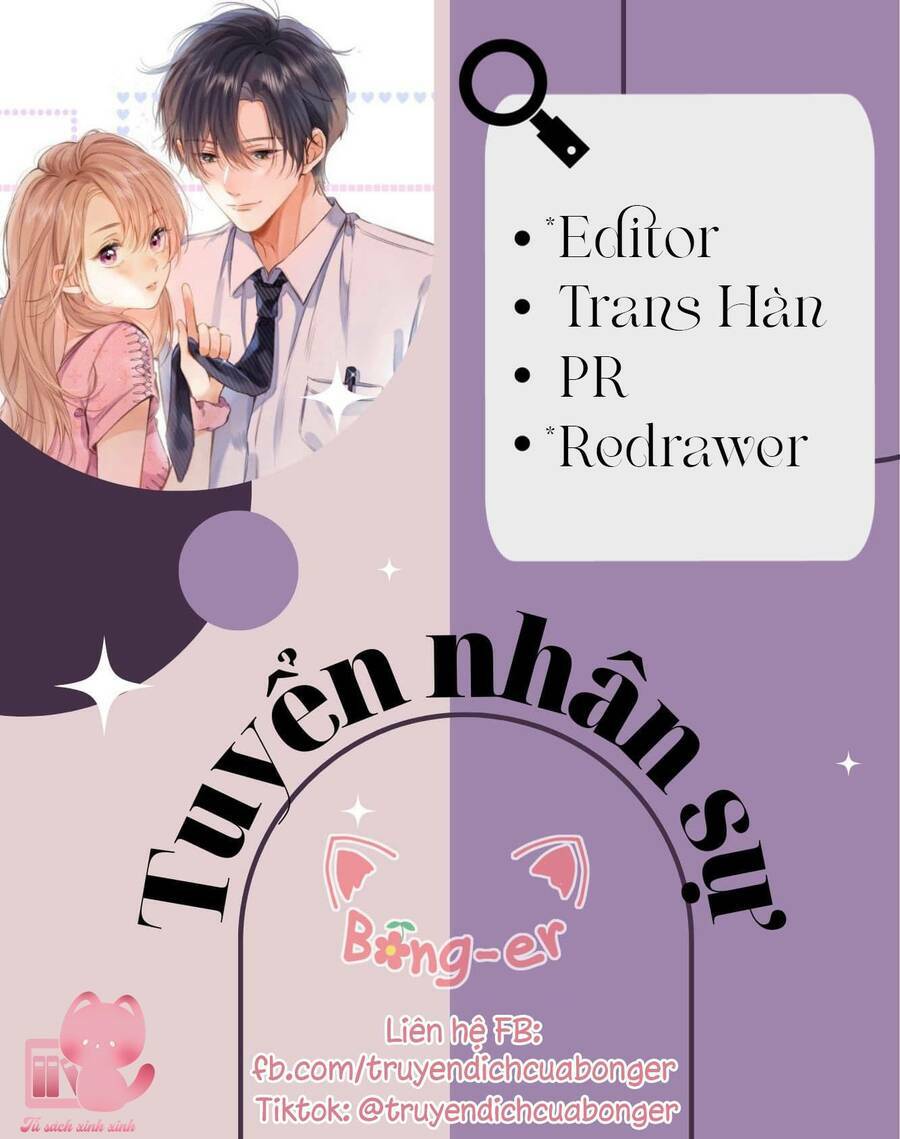 *Editor
Trans Hàn
PR
*Redrawer
Tuyển nhân sự
Bông-er
Liên hệ FB:
fb.com/truyendichcuabonger
Tiktok: @truyendichcuabonger
Tủ sách xinh xinh